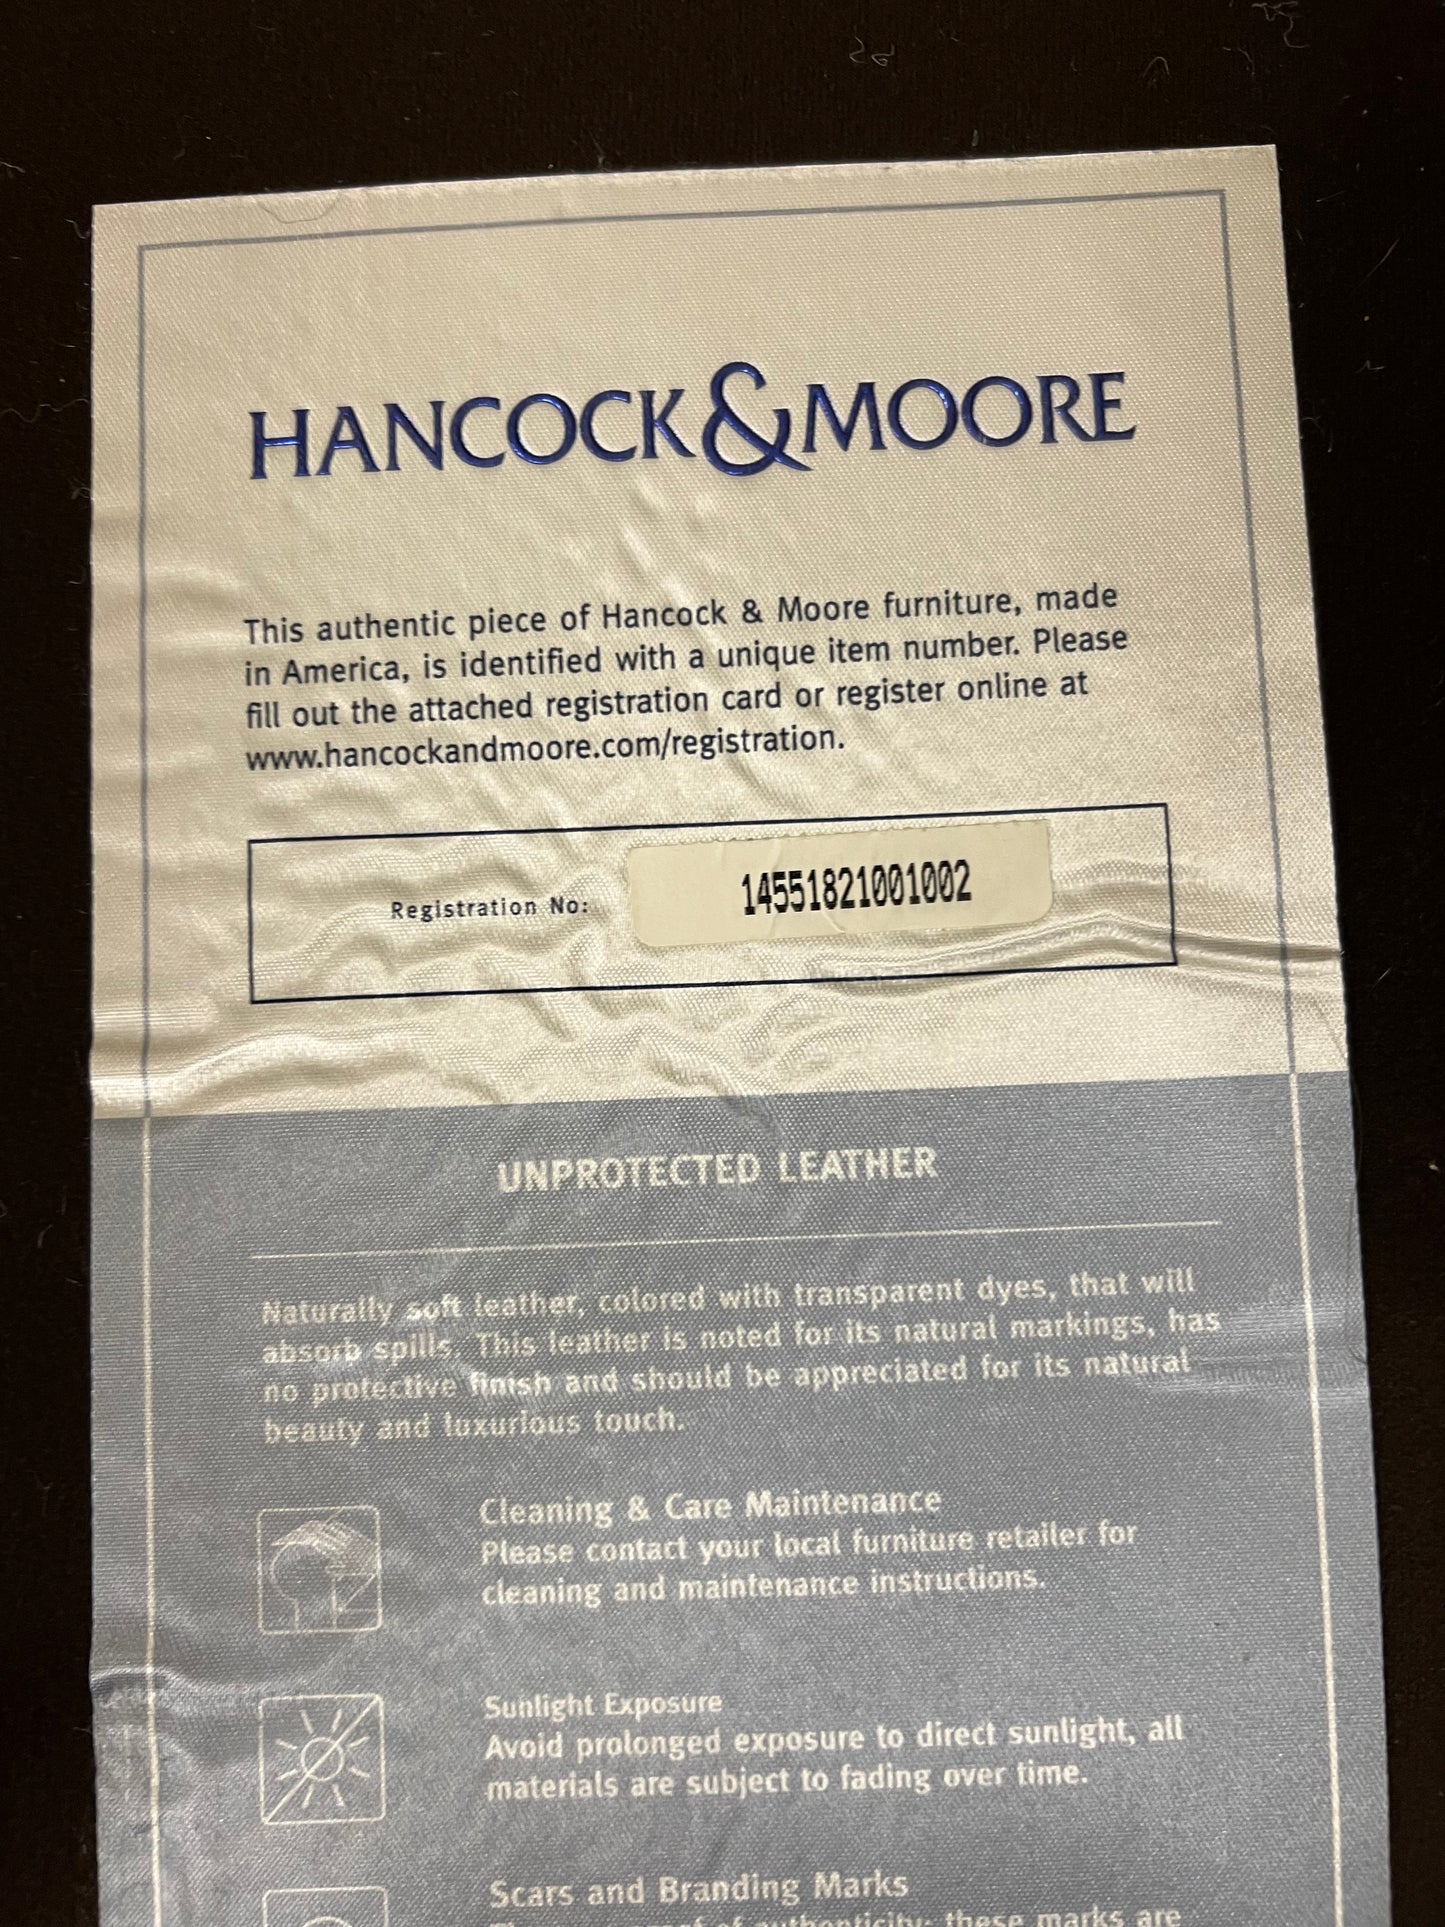 HANCOCK & MOORE
This authentic piece of Hancock & Moore furniture, made
in America, is identified with a unique item number. Please
fill out the attached registration card or register online at
www.hancockandmoore.com/registration.
Registration No: 14551821001002
UNPROTECTED LEATHER
Naturally soft leather, colored with transparent dyes, that will
absorb spills. This leather is noted for its natural markings, has
no protective finish and should be appreciated for its natural
beauty and luxurious touch.
Cleaning & Care Maintenance
Please contact your local furniture retailer for
cleaning and maintenance instructions.
Sunlight Exposure
Avoid prolonged exposure to direct sunlight, all
materials are subject to fading over time.
Scars and Branding Marks
of authenticity; these marks are